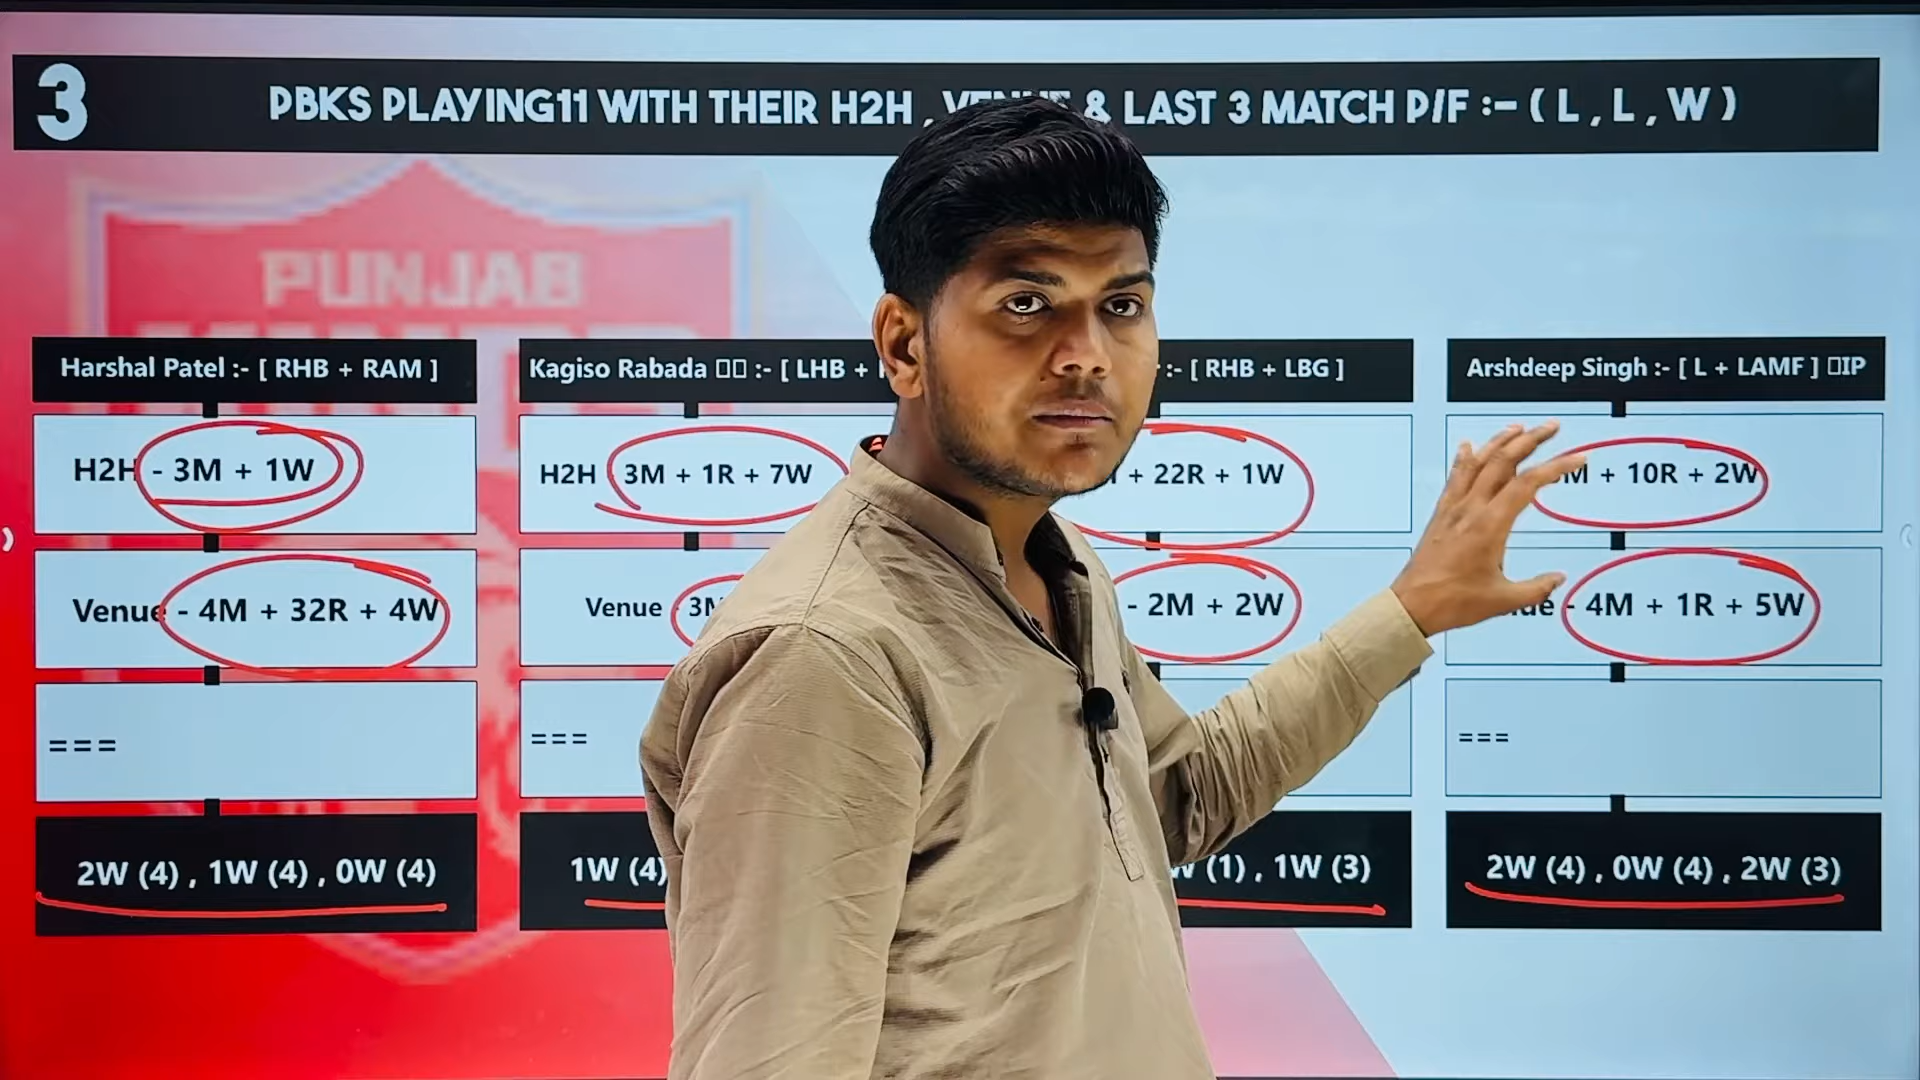 3
PBKS PLAYING11 WITH THEIR H2H , VENUE & LAST 3 MATCH P/F :- ( L , L , W )
PUNJAB
Harshal Patel :- [ RHB + RAM ]
H2H - 3M + 1W
Venue - 4M + 32R + 4W
===
2W (4) , 1W (4) , 0W (4)
Kagiso Rabada :- [ LHB +
H2H 3M + 1R + 7W
Venue
===
1W (4)
:- [ RHB + LBG ]
+ 22R + 1W
- 2M + 2W
(1) , 1W (3)
Arshdeep Singh :- [ L + LAMF ] IP
M + 10R + 2W
- 4M + 1R + 5W
===
2W (4) , 0W (4) , 2W (3)